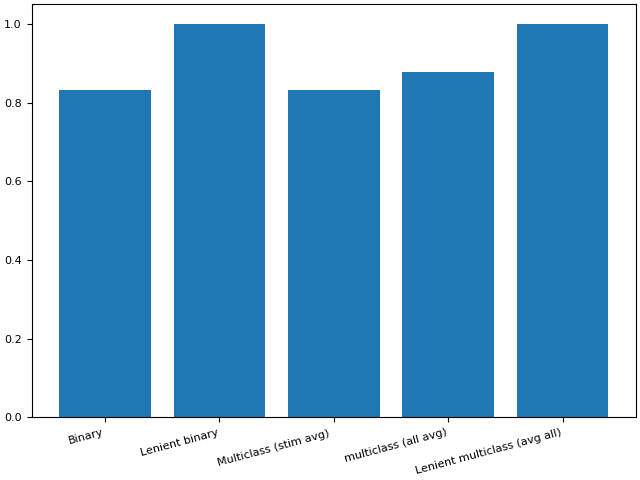 1.0
0.8
0.6
0.4
0.2
0.0
Binary
Lenient binary
Multiclass (stim avg)
multiclass (all avg)
Lenient multiclass (avg all)